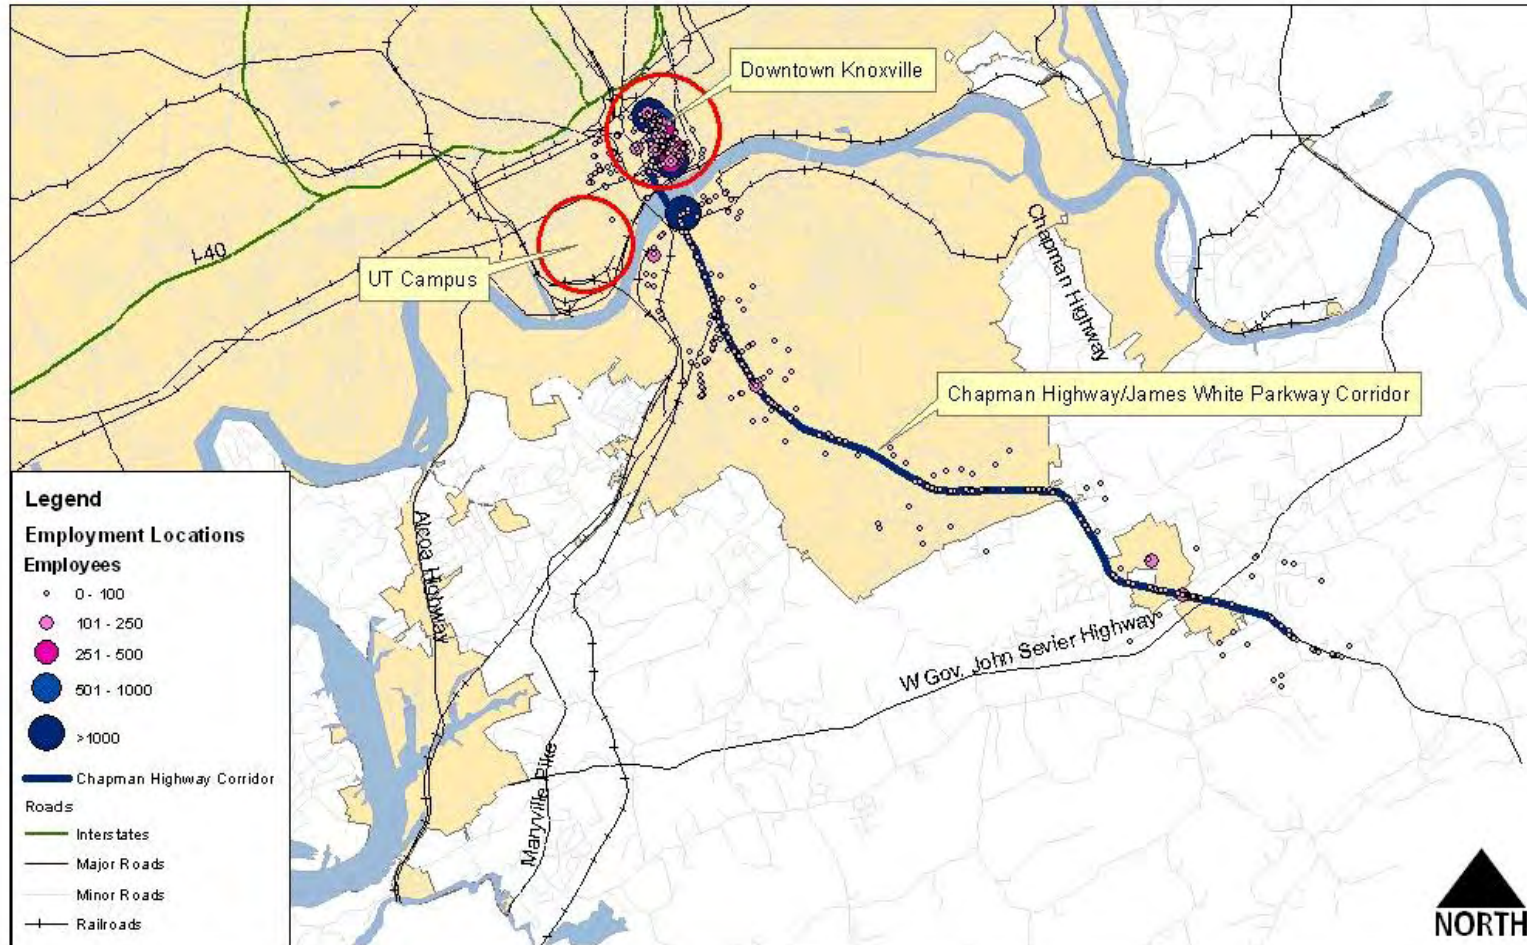 Downtown Knoxville
I-40
UT Campus
Chapman Highway
Chapman Highway/James White Parkway Corridor
Alcoa Highway
W Gov. John Sevier Highway
Maryville Pike
Legend
Employment Locations
Employees
0 - 100
101 - 250
251 - 500
501 - 1000
>1000
Chapman Highway Corridor
Roads
Interstates
Major Roads
Minor Roads
Railroads
NORTH